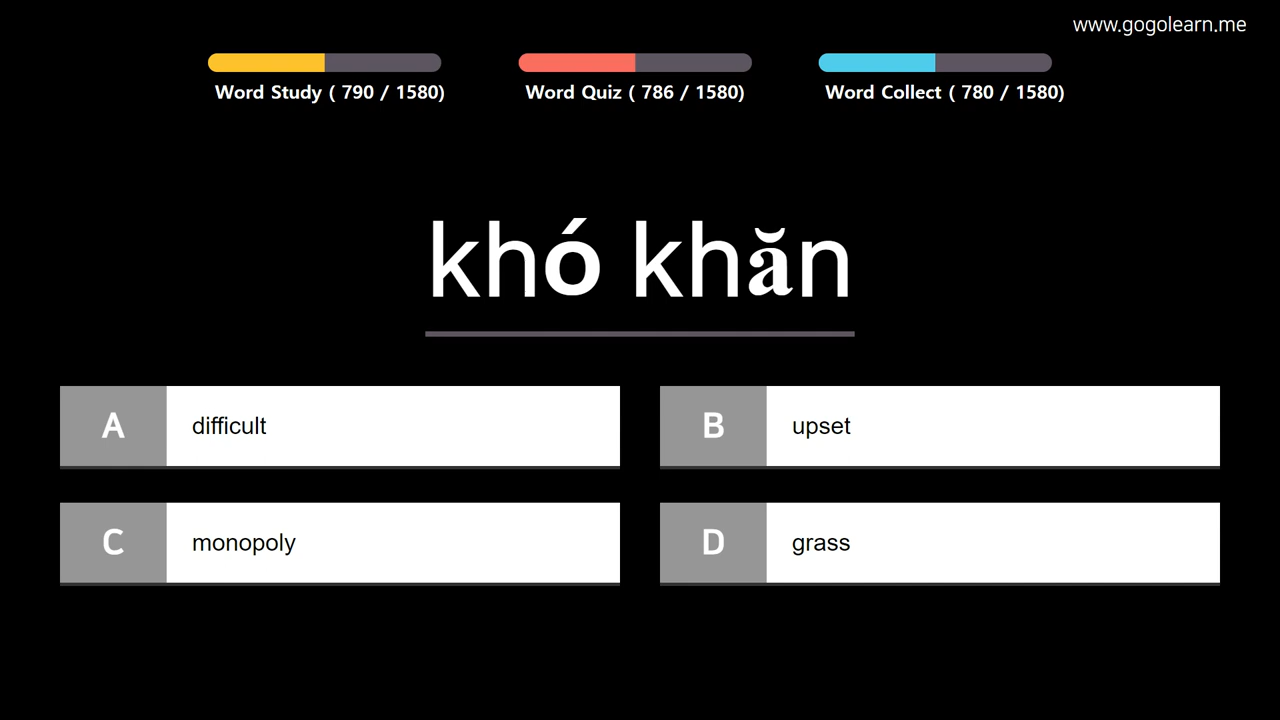 www.gogolearn.me
Word Study ( 790 / 1580)
Word Quiz ( 786 / 1580)
Word Collect ( 780 / 1580)
khó khăn
A difficult
B upset
C monopoly
D grass